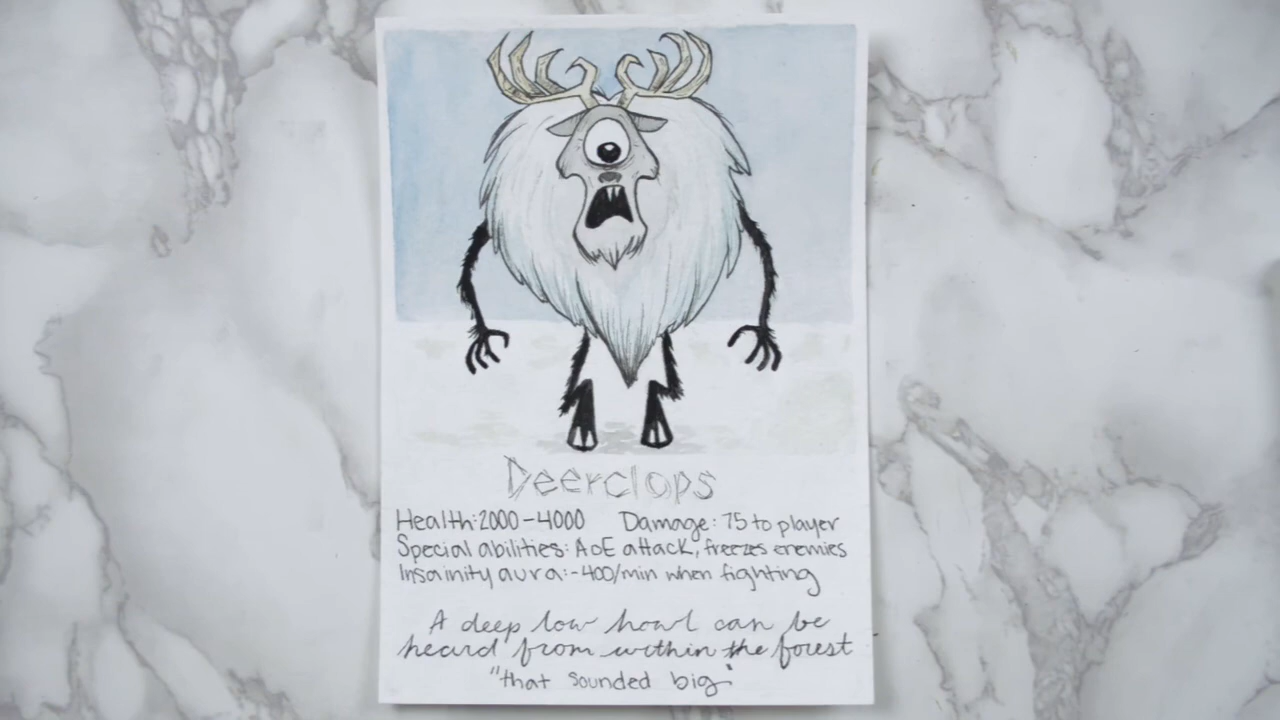 Deerclops
Health: 2000-4000 Damage: 75 to player
Special abilities: AoE attack, freezes enemies
Insainity aura: -400/min when fighting
A deep low howl can be
heard from within the forest
"that sounded big"